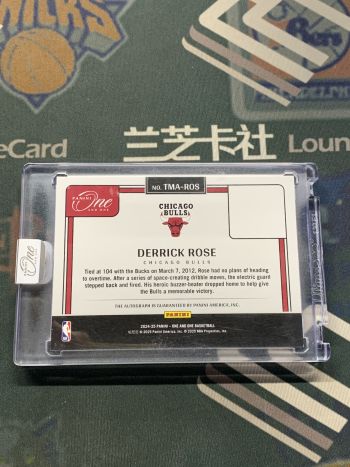 KNICKS
PHILADELPH
eCard
兰芝卡社
Loun
PANINI
One
AND ONE
NO. TMA-ROS
CHICAGO
BULLS
DERRICK ROSE
CHICAGO BULLS
Tied at 104 with the Bucks on March 7, 2012, Rose had no plans of heading
to overtime. After a series of space-creating dribble moves, the electric guard
stepped back and fired. His heroic buzzer-beater dropped home to help give
the Bulls a memorable victory.
THE AUTOGRAPH IS GUARANTEED BY PANINI AMERICA, INC.
PANINI
2024-25 PANINI – ONE AND ONE BASKETBALL
One